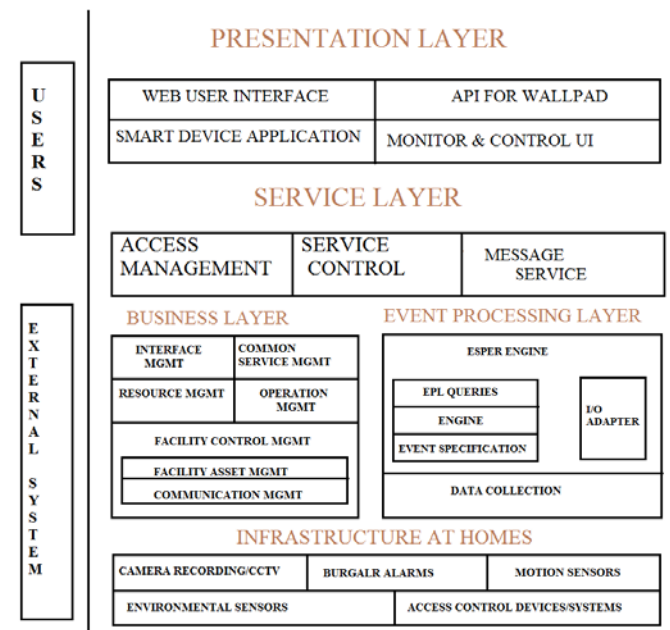 PRESENTATION LAYER
USERS
WEB USER INTERFACE
API FOR WALLPAD
SMART DEVICE APPLICATION
MONITOR & CONTROL UI
SERVICE LAYER
ACCESS
MANAGEMENT
SERVICE
CONTROL
MESSAGE
SERVICE
EXTERNAL SYSTEM
BUSINESS LAYER
INTERFACE
MGMT
COMMON
SERVICE MGMT
RESOURCE MGMT
OPERATION
MGMT
FACILITY CONTROL MGMT
FACILITY ASSET MGMT
COMMUNICATION MGMT
EVENT PROCESSING LAYER
ESPER ENGINE
EPL QUERIES
ENGINE
EVENT SPECIFICATION
I/O
ADAPTER
DATA COLLECTION
INFRASTRUCTURE AT HOMES
CAMERA RECORDING/CCTV
BURGALR ALARMS
MOTION SENSORS
ENVIRONMENTAL SENSORS
ACCESS CONTROL DEVICES/SYSTEMS